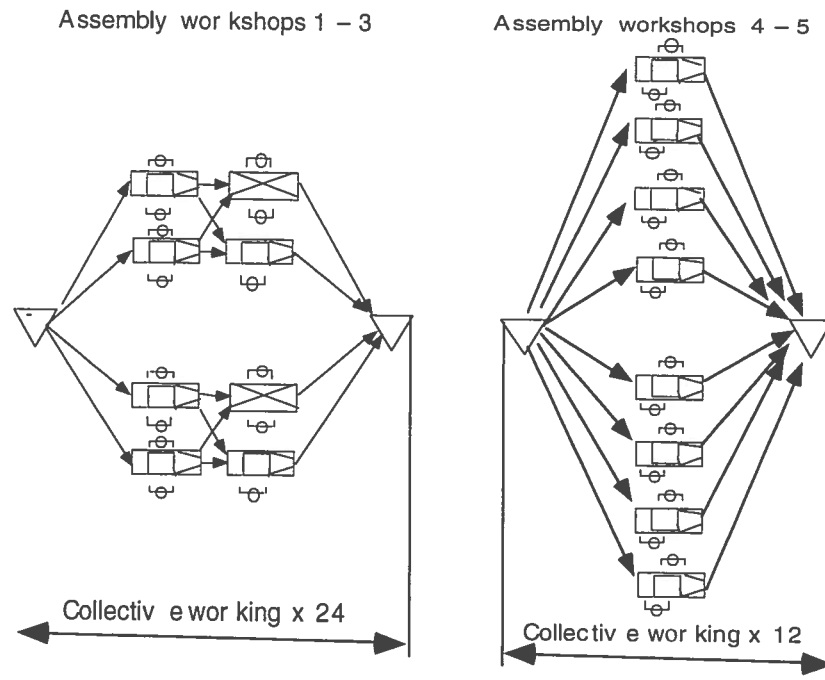 Assembly wor kshops 1 – 3
Assembly workshops 4 – 5
Collectiv e wor king x 24
Collectiv e wor king x 12